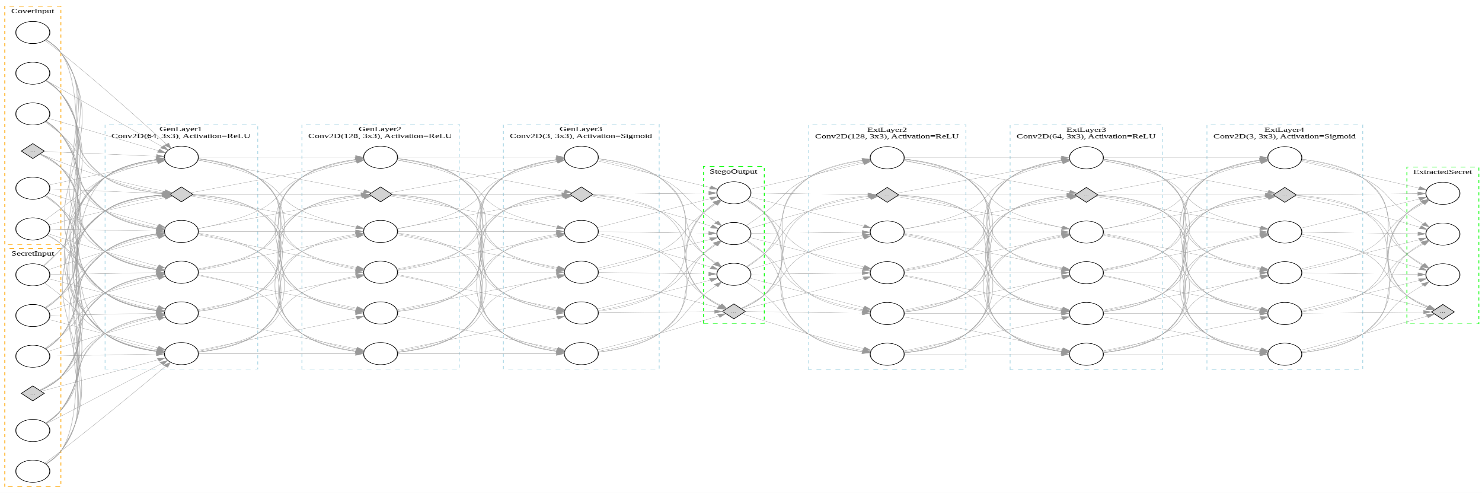 CoverInput
SecretInput
GenLayer1
Conv2D(64, 3x3), Activation=ReLU
GenLayer2
Conv2D(128, 3x3), Activation=ReLU
GenLayer3
Conv2D(3, 3x3), Activation=Sigmoid
StegoOutput
ExtLayer2
Conv2D(128, 3x3), Activation=ReLU
ExtLayer3
Conv2D(64, 3x3), Activation=ReLU
ExtLayer4
Conv2D(3, 3x3), Activation=Sigmoid
ExtractedSecret